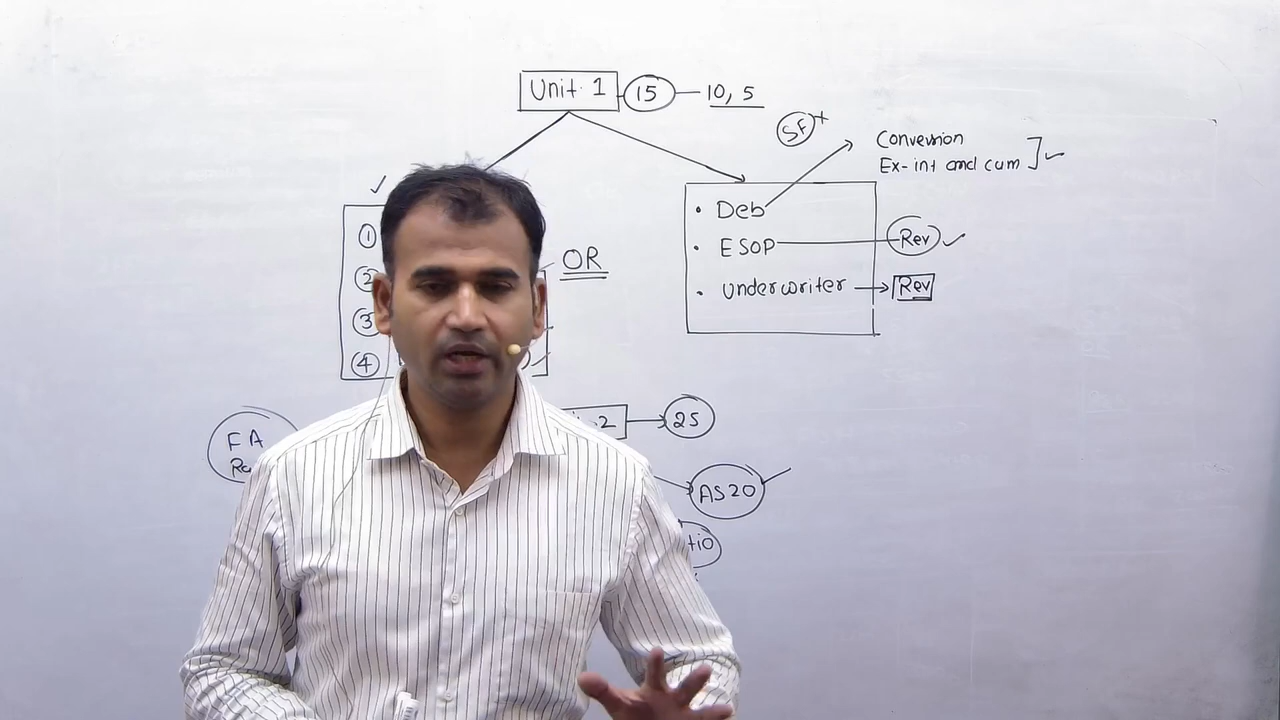 Unit. 1 15 10, 5
SF+
Conversion
Ex-int and cum
1
2
3
4
OR
• Deb
• ESOP Rev
• Underwriter Rev
2 25
FA
AS20